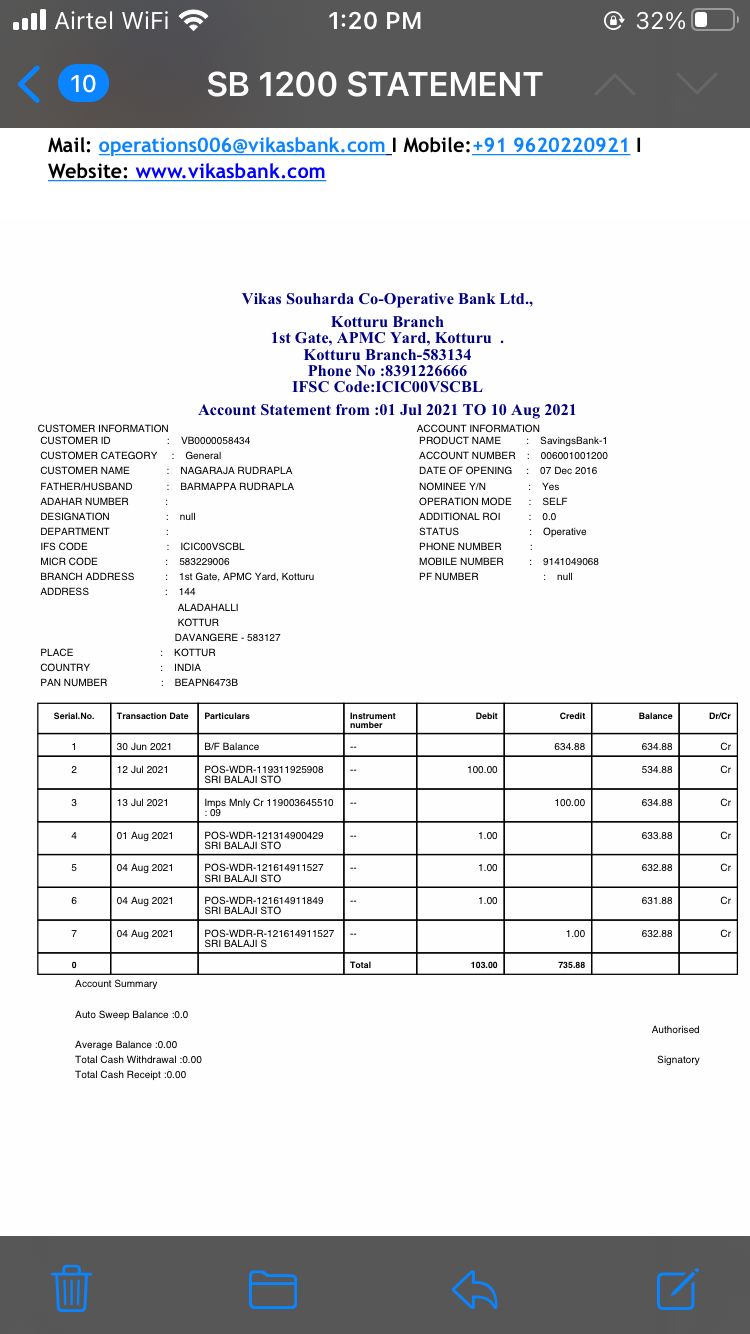 Airtel WiFi 1:20 PM 32%
10 SB 1200 STATEMENT
Mail: operations006@vikasbank.com I Mobile:+91 9620220921 I
Website: www.vikasbank.com
Vikas Souharda Co-Operative Bank Ltd.,
Kotturu Branch
1st Gate, APMC Yard, Kotturu .
Kotturu Branch-583134
Phone No :8391226666
IFSC Code:ICIC00VSCBL
Account Statement from :01 Jul 2021 TO 10 Aug 2021
CUSTOMER INFORMATION
CUSTOMER ID : VB0000058434
CUSTOMER CATEGORY : General
CUSTOMER NAME : NAGARAJA RUDRAPLA
FATHER/HUSBAND : BARMAPPA RUDRAPLA
ADAHAR NUMBER :
DESIGNATION : null
DEPARTMENT :
IFS CODE : ICIC00VSCBL
MICR CODE : 583229006
BRANCH ADDRESS : 1st Gate, APMC Yard, Kotturu
ADDRESS : 144
ALADAHALLI
KOTTUR
DAVANGERE - 583127
PLACE : KOTTUR
COUNTRY : INDIA
PAN NUMBER : BEAPN6473B
ACCOUNT INFORMATION
PRODUCT NAME : SavingsBank-1
ACCOUNT NUMBER : 006001001200
DATE OF OPENING : 07 Dec 2016
NOMINEE Y/N : Yes
OPERATION MODE : SELF
ADDITIONAL ROI : 0.0
STATUS : Operative
PHONE NUMBER :
MOBILE NUMBER : 9141049068
PF NUMBER : null
Serial.No. Transaction Date Particulars Instrument number Debit Credit Balance Dr/Cr
1 30 Jun 2021 B/F Balance -- 634.88 634.88 Cr
2 12 Jul 2021 POS-WDR-119311925908 -- 100.00 534.88 Cr
SRI BALAJI STO
3 13 Jul 2021 Imps Mnly Cr 119003645510 -- 100.00 634.88 Cr
: 09
4 01 Aug 2021 POS-WDR-121314900429 -- 1.00 633.88 Cr
SRI BALAJI STO
5 04 Aug 2021 POS-WDR-121614911527 -- 1.00 632.88 Cr
SRI BALAJI STO
6 04 Aug 2021 POS-WDR-121614911849 -- 1.00 631.88 Cr
SRI BALAJI STO
7 04 Aug 2021 POS-WDR-R-121614911527 -- 1.00 632.88 Cr
SRI BALAJI S
0 Total 103.00 735.88
Account Summary
Auto Sweep Balance :0.0
Authorised
Average Balance :0.00
Total Cash Withdrawal :0.00 Signatory
Total Cash Receipt :0.00